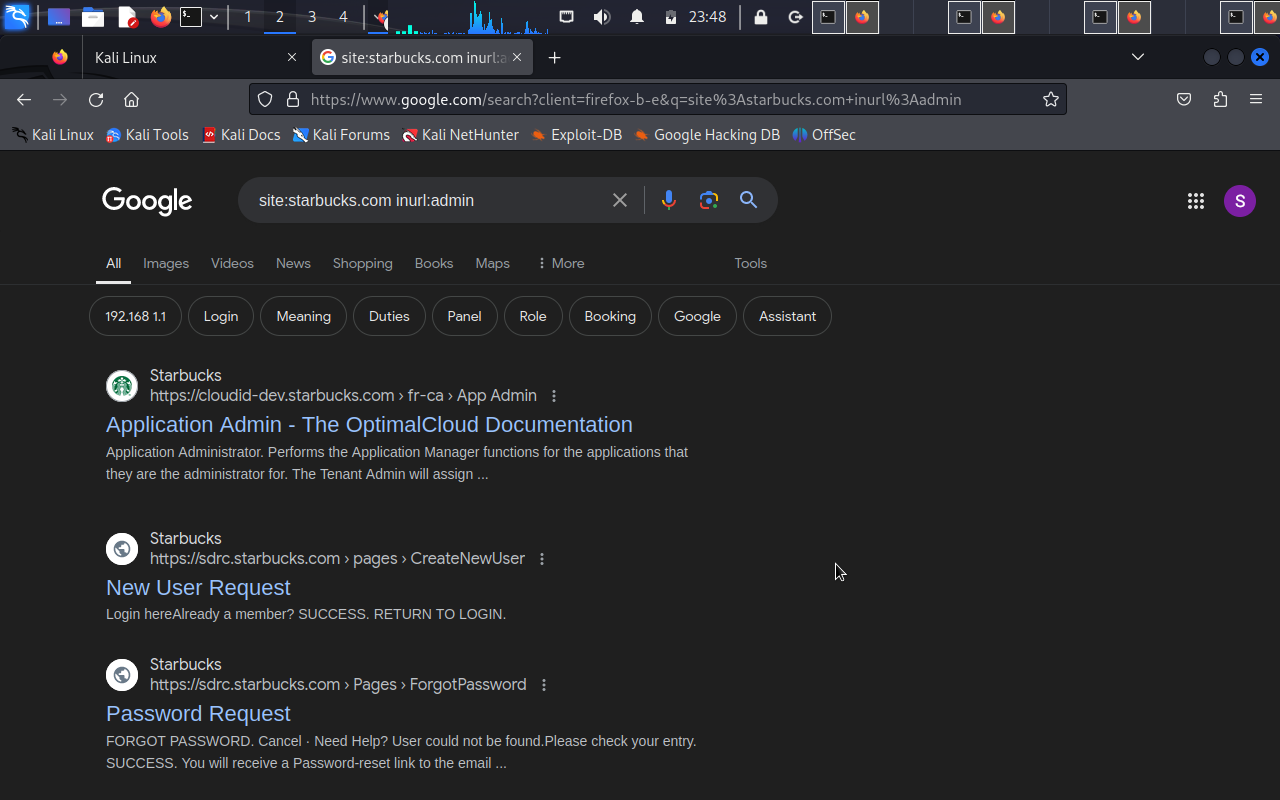 1 2 3 4 23:48
Kali Linux
site:starbucks.com inurl:a
https://www.google.com/search?client=firefox-b-e&q=site%3Astarbucks.com+inurl%3Aadmin
Kali Linux Kali Tools Kali Docs Kali Forums Kali NetHunter Exploit-DB Google Hacking DB OffSec
Google site:starbucks.com inurl:admin S
All Images Videos News Shopping Books Maps More Tools
192.168 1.1 Login Meaning Duties Panel Role Booking Google Assistant
Starbucks
https://cloudid-dev.starbucks.com › fr-ca › App Admin
Application Admin - The OptimalCloud Documentation
Application Administrator. Performs the Application Manager functions for the applications that
they are the administrator for. The Tenant Admin will assign ...
Starbucks
https://sdrc.starbucks.com › pages › CreateNewUser
New User Request
Login hereAlready a member? SUCCESS. RETURN TO LOGIN.
Starbucks
https://sdrc.starbucks.com › Pages › ForgotPassword
Password Request
FORGOT PASSWORD. Cancel · Need Help? User could not be found.Please check your entry.
SUCCESS. You will receive a Password-reset link to the email ...